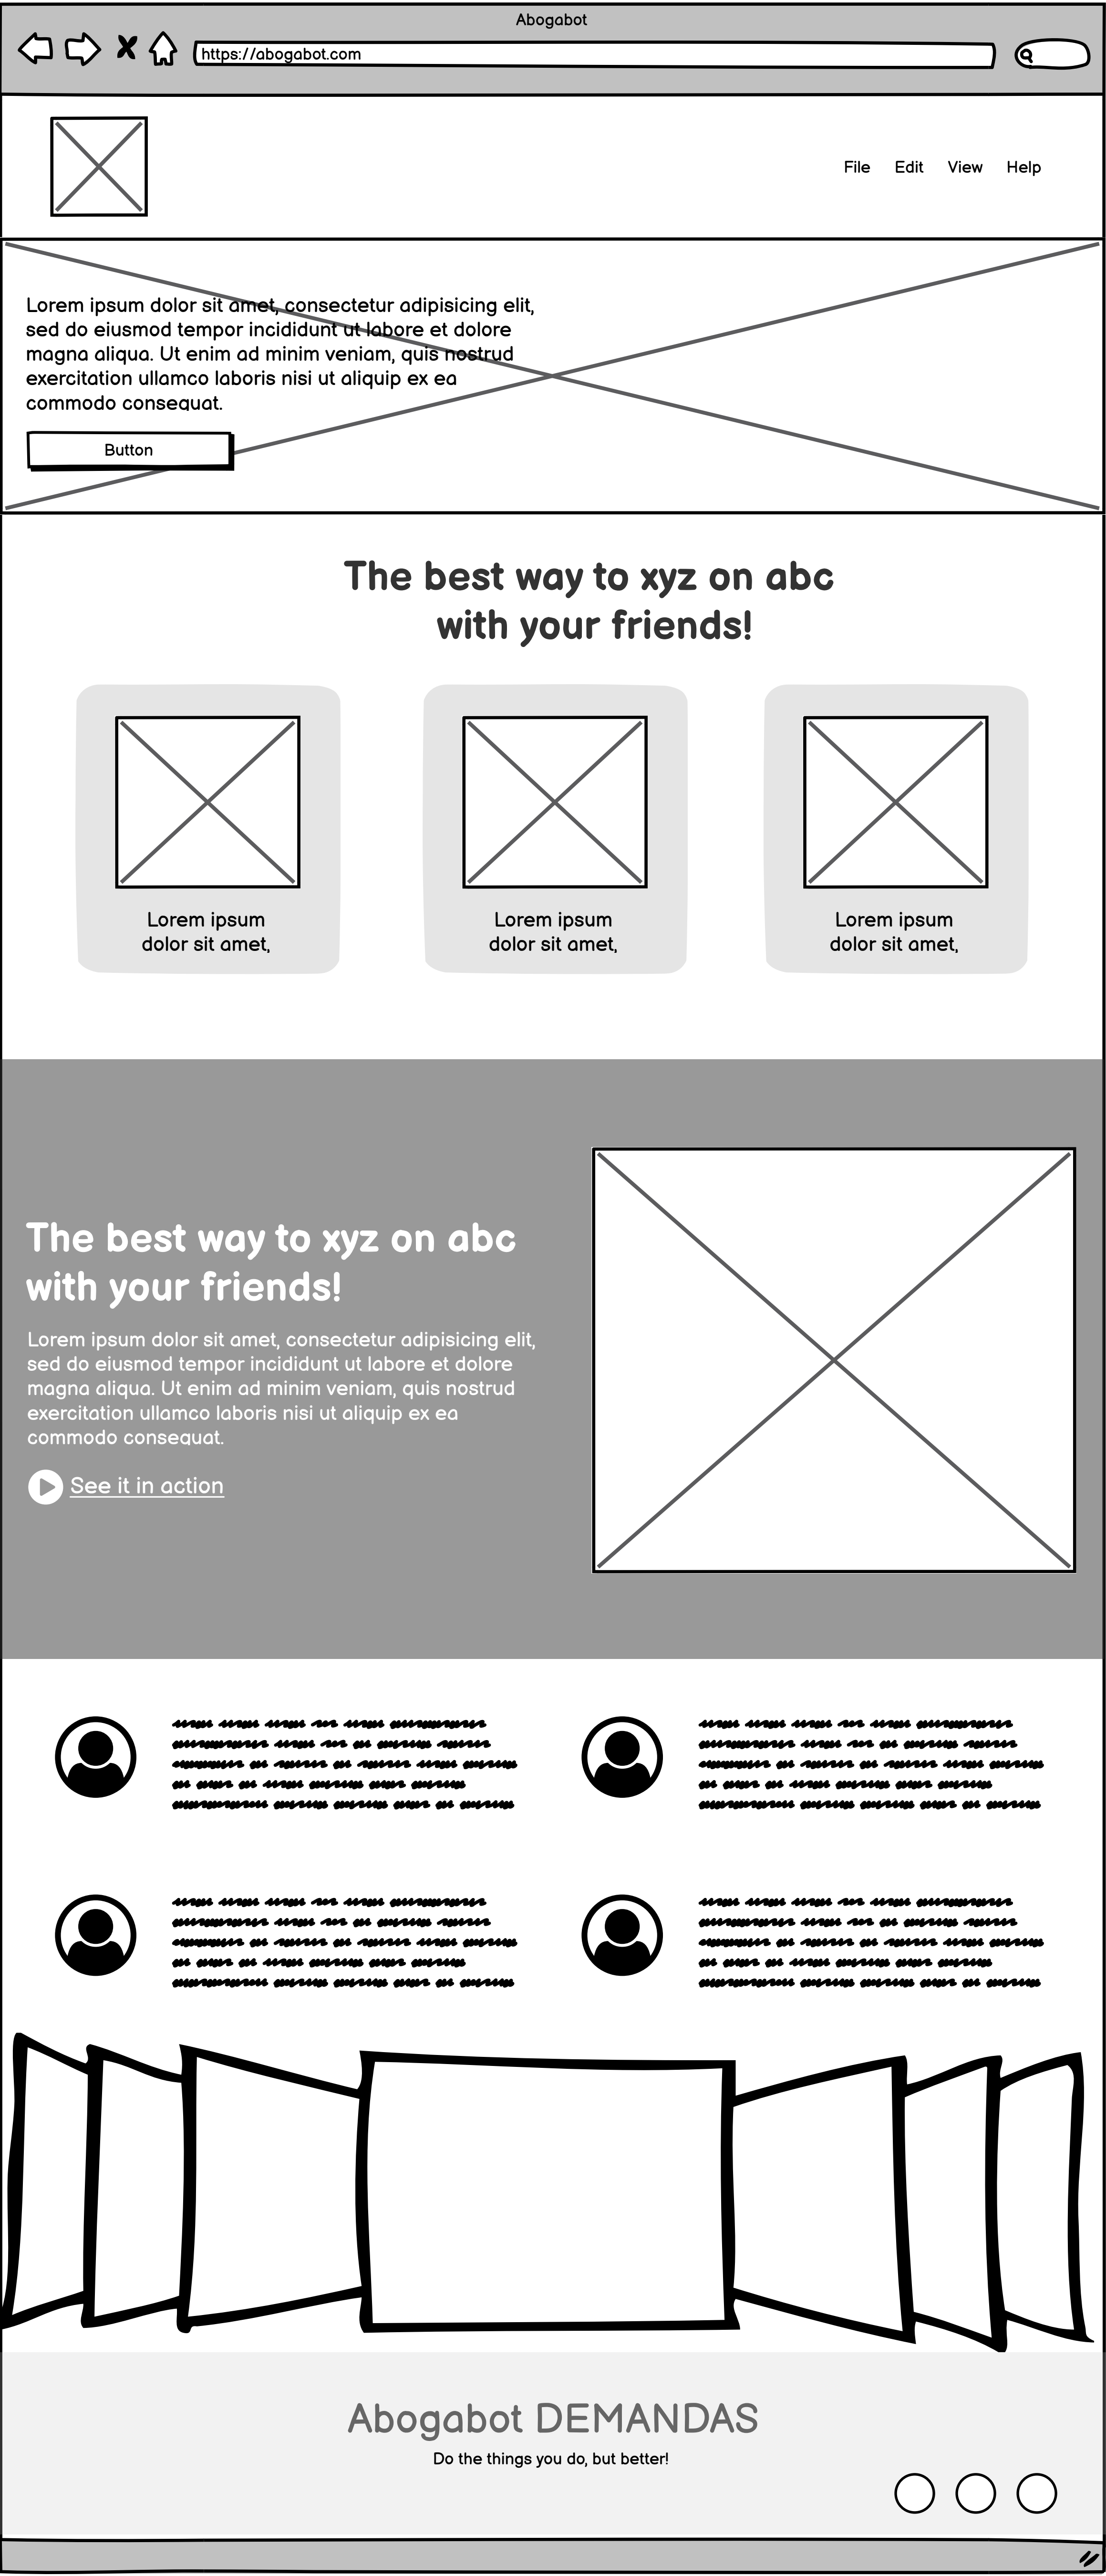 Abogabot
https://abogabot.com
File Edit View Help
Lorem ipsum dolor sit amet, consectetur adipisicing elit,
sed do eiusmod tempor incididunt ut labore et dolore
magna aliqua. Ut enim ad minim veniam, quis nostrud
exercitation ullamco laboris nisi ut aliquip ex ea
commodo consequat.
Button
The best way to xyz on abc
with your friends!
Lorem ipsum
dolor sit amet,
Lorem ipsum
dolor sit amet,
Lorem ipsum
dolor sit amet,
The best way to xyz on abc
with your friends!
Lorem ipsum dolor sit amet, consectetur adipisicing elit,
sed do eiusmod tempor incididunt ut labore et dolore
magna aliqua. Ut enim ad minim veniam, quis nostrud
exercitation ullamco laboris nisi ut aliquip ex ea
commodo consequat.
See it in action
Abogabot DEMANDAS
Do the things you do, but better!